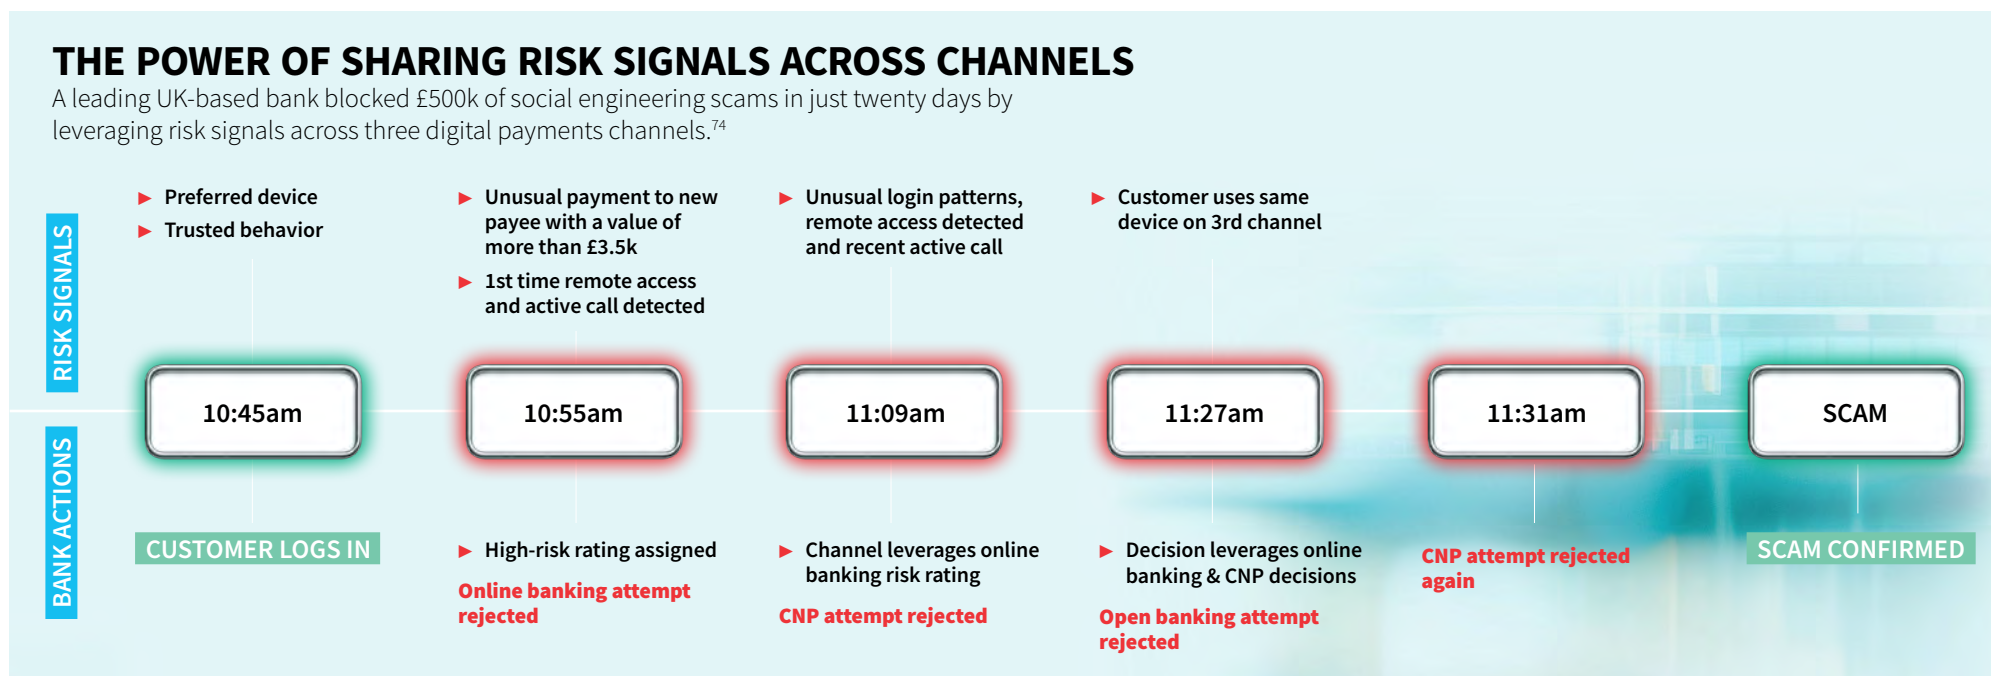 THE POWER OF SHARING RISK SIGNALS ACROSS CHANNELS
A leading UK-based bank blocked £500k of social engineering scams in just twenty days by
leveraging risk signals across three digital payments channels.74
RISK SIGNALS
► Preferred device
► Trusted behavior
► Unusual payment to new
payee with a value of
more than £3.5k
► 1st time remote access
and active call detected
► Unusual login patterns,
remote access detected
and recent active call
► Customer uses same
device on 3rd channel
10:45am
10:55am
11:09am
11:27am
11:31am
SCAM
BANK ACTIONS
CUSTOMER LOGS IN
► High-risk rating assigned
Online banking attempt
rejected
► Channel leverages online
banking risk rating
CNP attempt rejected
► Decision leverages online
banking & CNP decisions
Open banking attempt
rejected
CNP attempt rejected
again
SCAM CONFIRMED